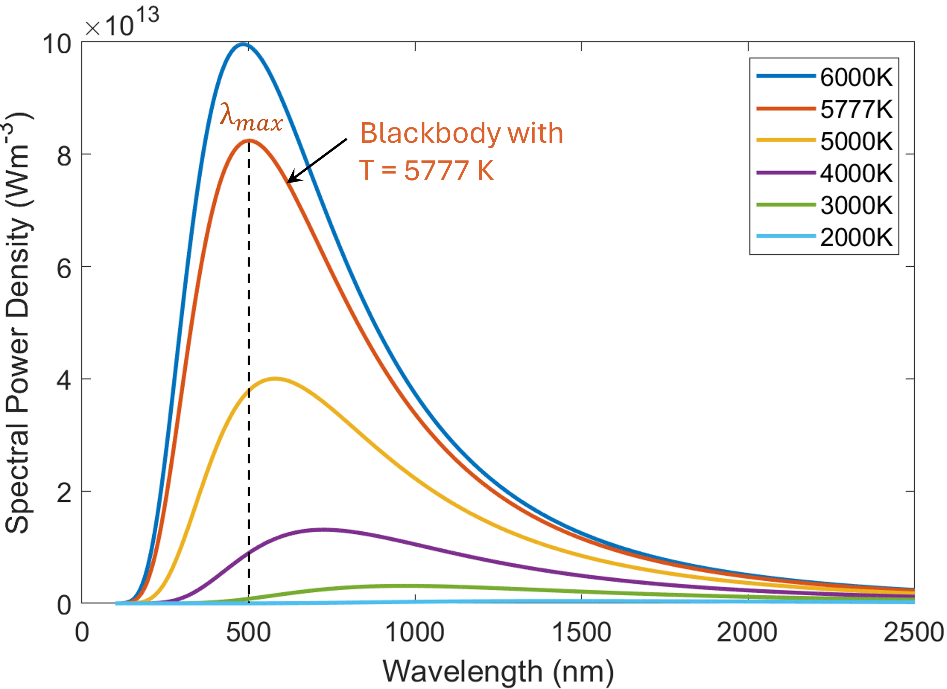 ×10¹³
10
8
6
4
2
0
Spectral Power Density (Wm⁻³)
λₘₐₓ
Blackbody with
T = 5777 K
6000K
5777K
5000K
4000K
3000K
2000K
0 500 1000 1500 2000 2500
Wavelength (nm)